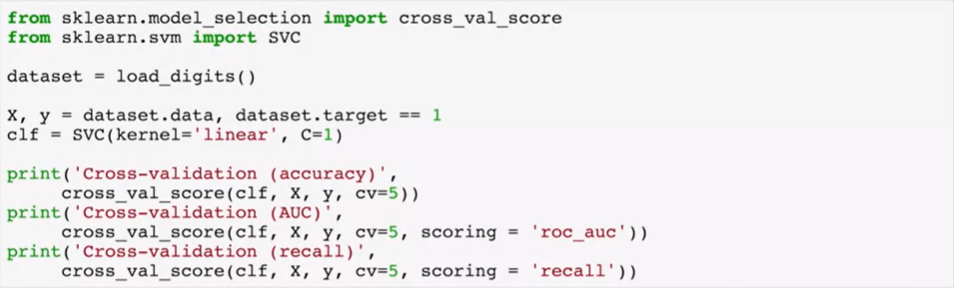 from sklearn.model_selection import cross_val_score
from sklearn.svm import SVC
dataset = load_digits()
X, y = dataset.data, dataset.target == 1
clf = SVC(kernel='linear', C=1)
print('Cross-validation (accuracy)',
cross_val_score(clf, X, y, cv=5))
print('Cross-validation (AUC)',
cross_val_score(clf, X, y, cv=5, scoring = 'roc_auc'))
print('Cross-validation (recall)',
cross_val_score(clf, X, y, cv=5, scoring = 'recall'))